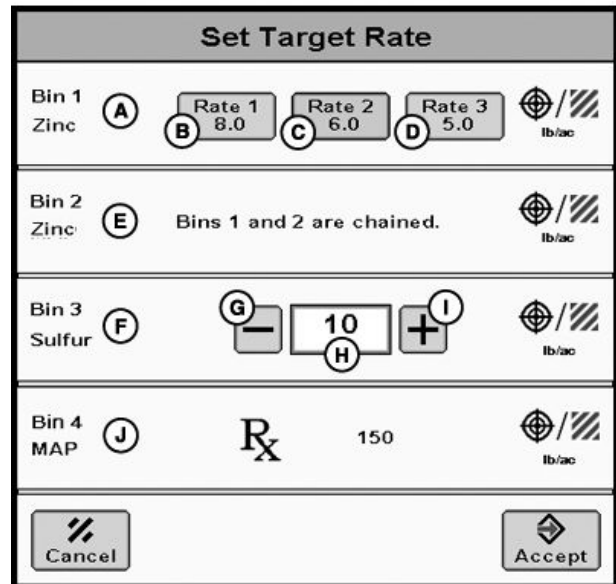 Set Target Rate
Bin 1
Zinc
A
Rate 1
8.0
B
Rate 2
6.0
C
Rate 3
5.0
D
lb/ac
Bin 2
Zinc
E
Bins 1 and 2 are chained.
lb/ac
Bin 3
Sulfur
F
G
−
10
H
+
I
lb/ac
Bin 4
MAP
J
Rx
150
lb/ac
Cancel
Accept